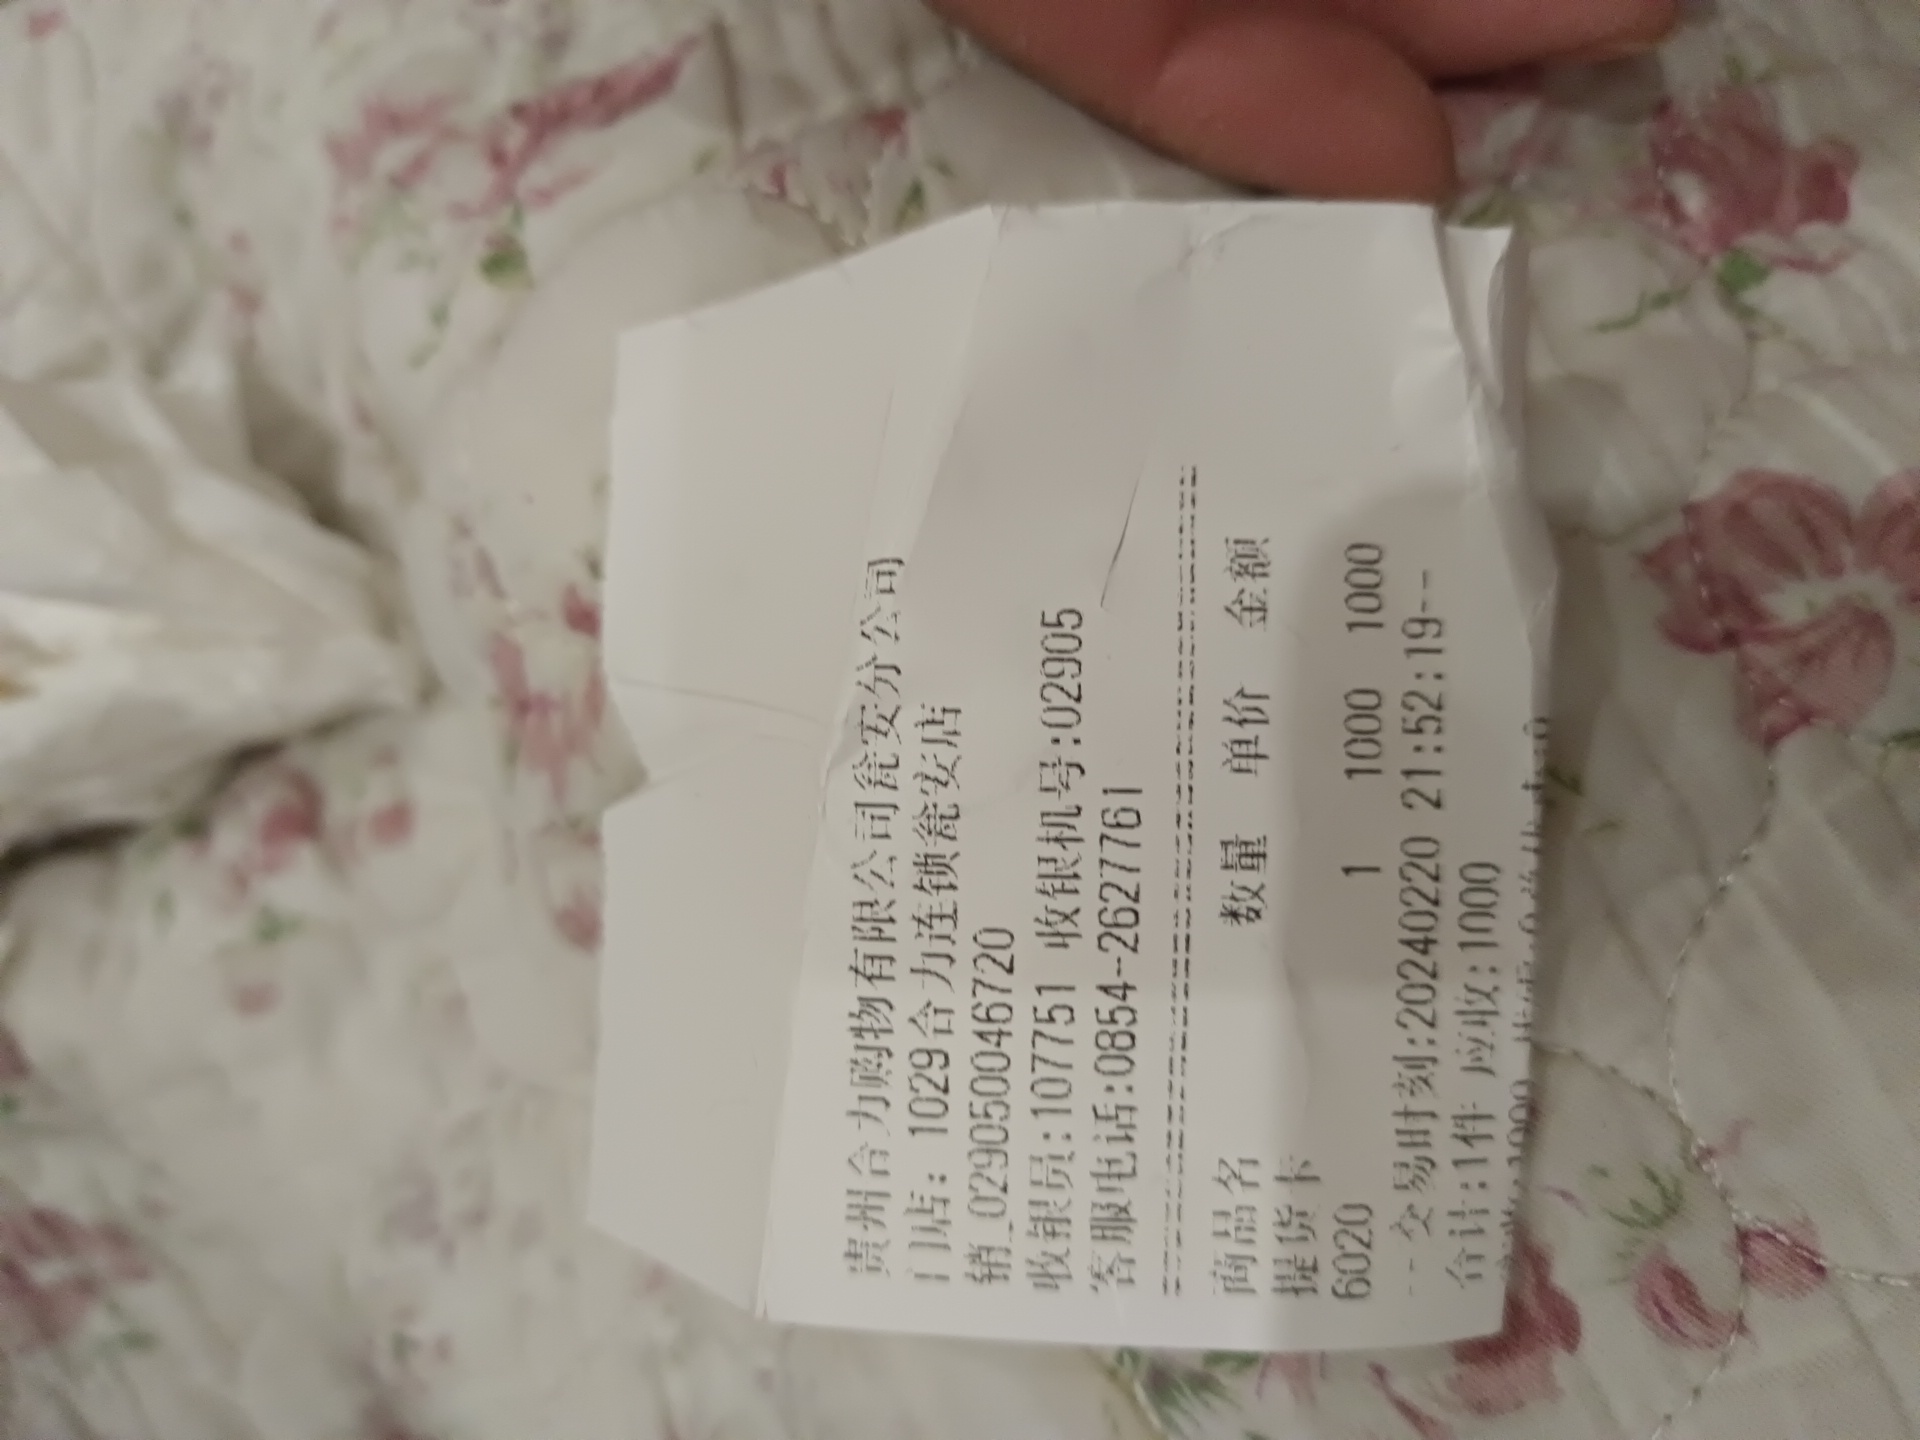 贵州合力购物有限公司瓮安分公司
门店: 1029合力连锁瓮安店
销_029050046720
收银员:107751 收银机号:02905
客服电话:0854-2627761
商品名 数量 单价 金额
提货卡
6020 1 1000 1000
--交易时刻:20240220 21:52:19--
合计:1件 应收:1000